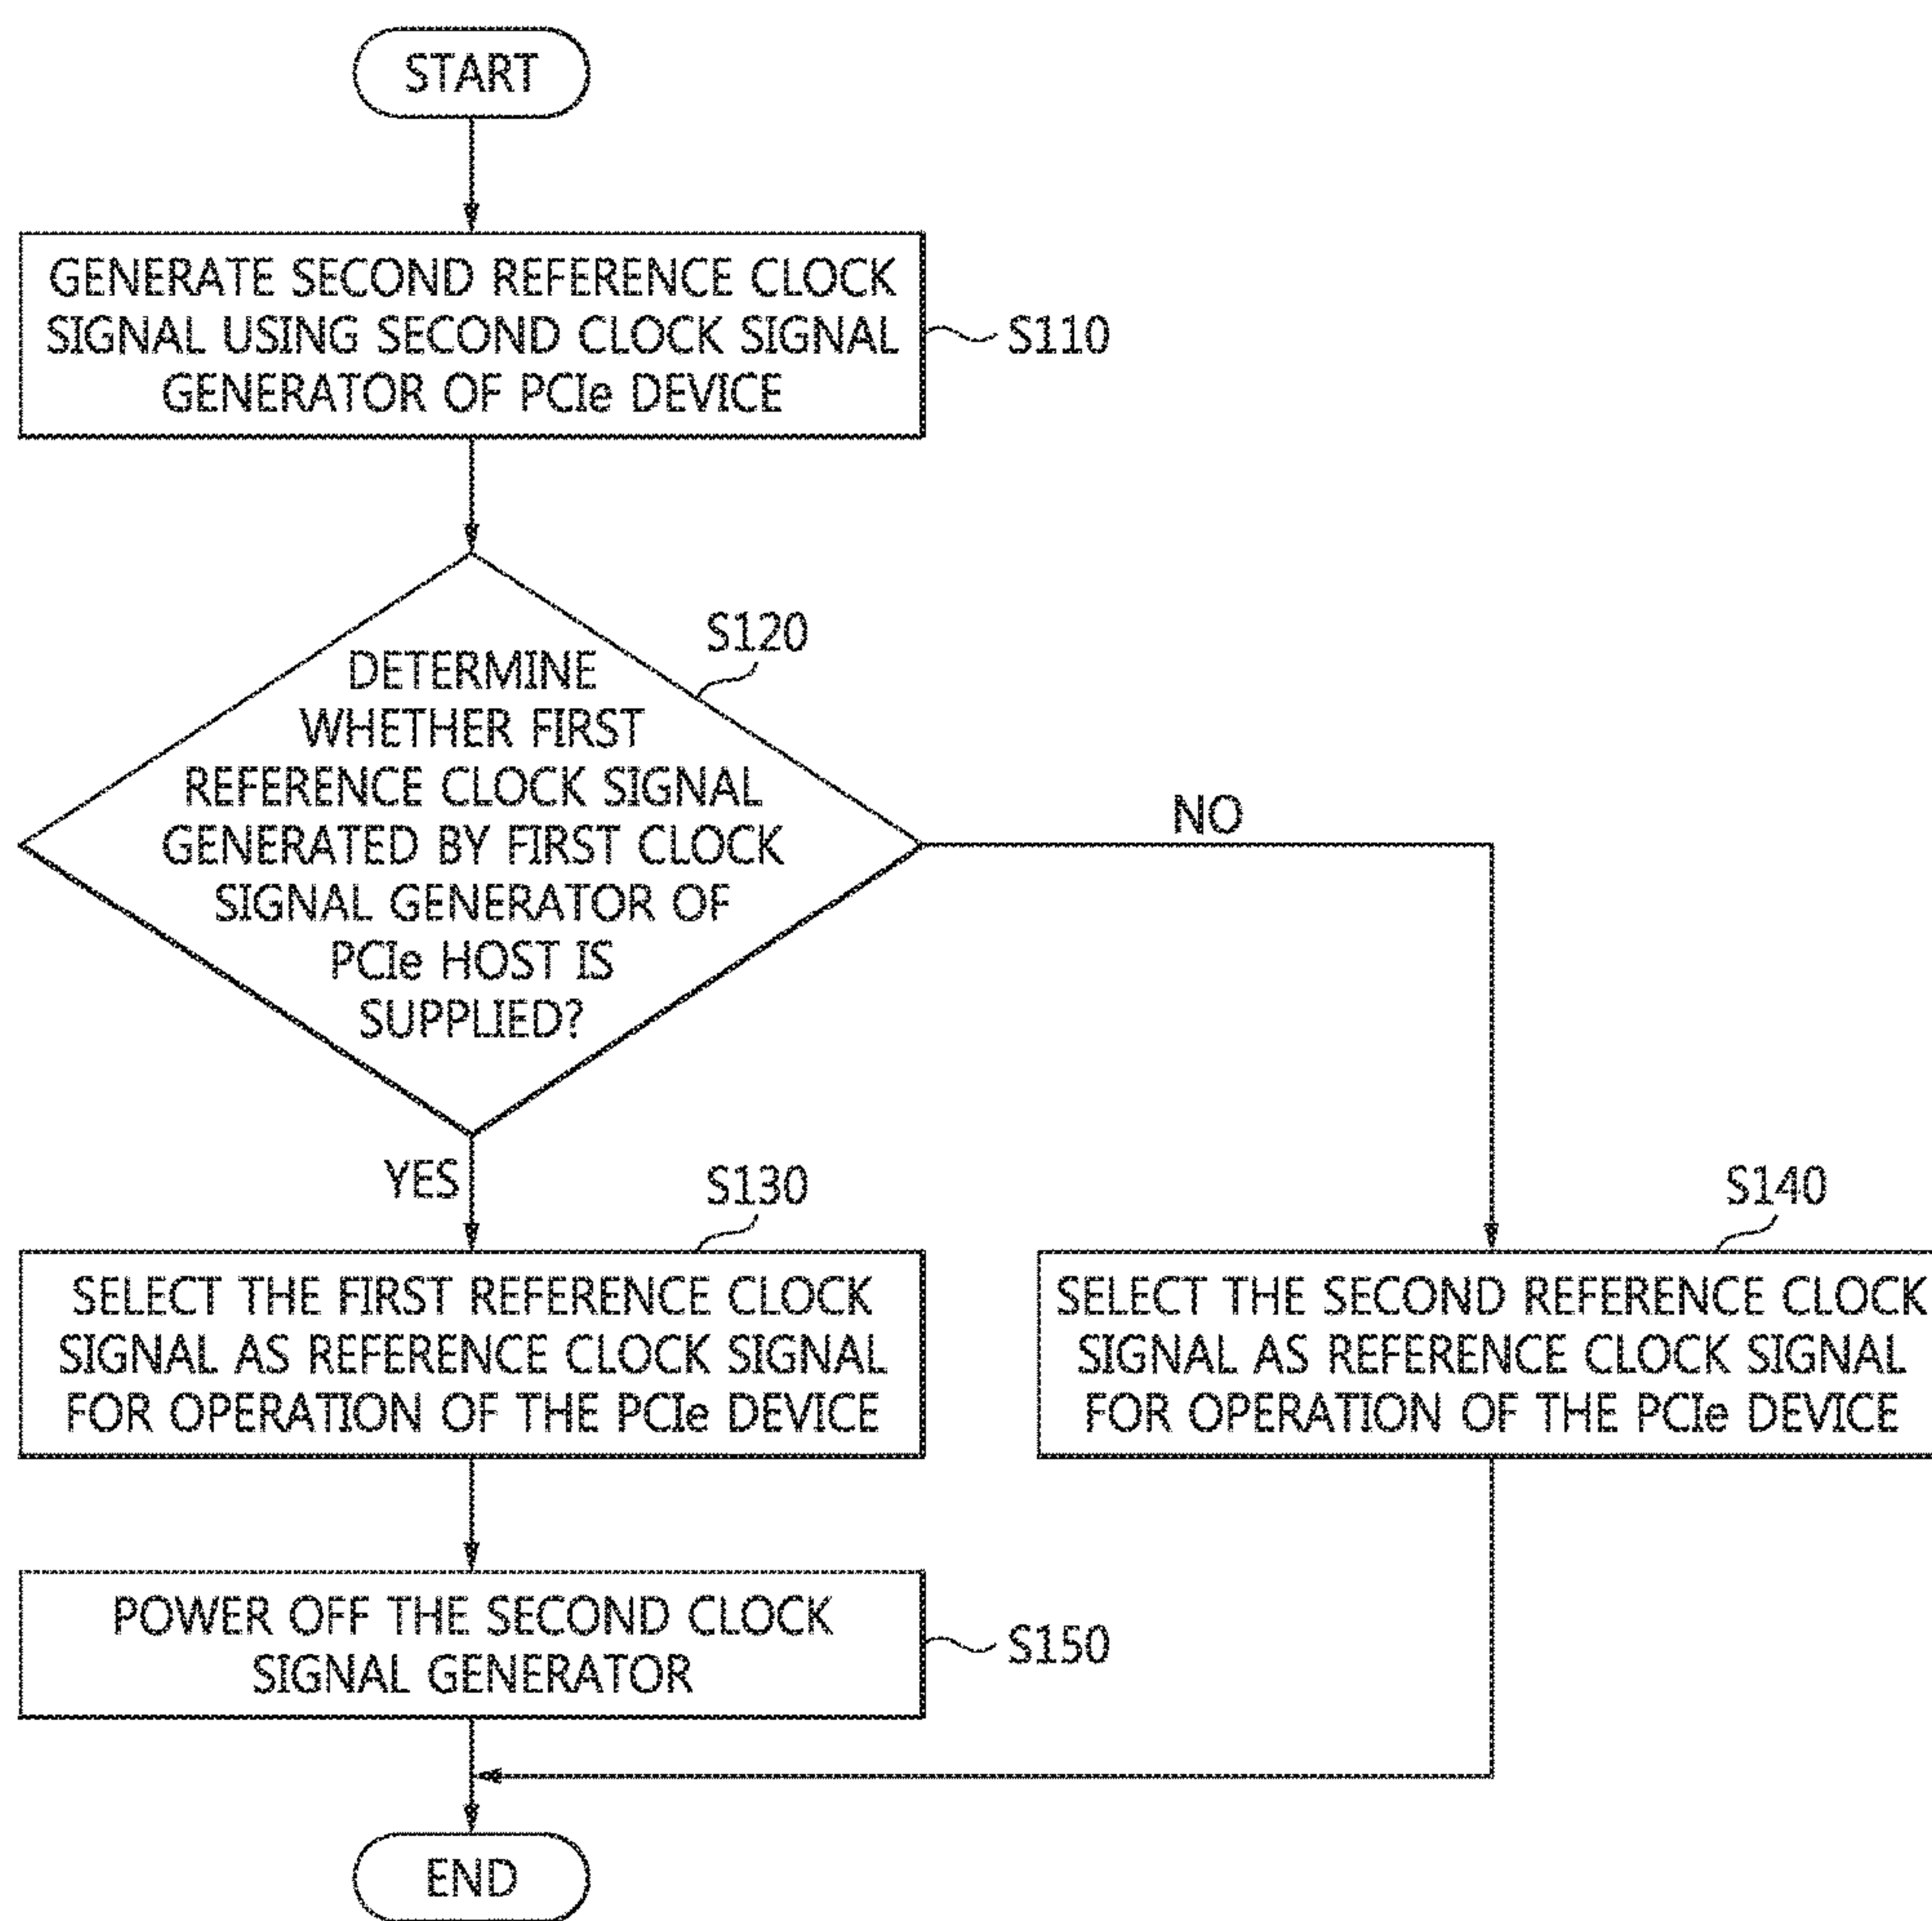 START
GENERATE SECOND REFERENCE CLOCK
SIGNAL USING SECOND CLOCK SIGNAL
GENERATOR OF PCIe DEVICE
S110
S120
DETERMINE
WHETHER FIRST
REFERENCE CLOCK SIGNAL
GENERATED BY FIRST CLOCK
SIGNAL GENERATOR OF
PCIe HOST IS
SUPPLIED?
NO
YES
S130
SELECT THE FIRST REFERENCE CLOCK
SIGNAL AS REFERENCE CLOCK SIGNAL
FOR OPERATION OF THE PCIe DEVICE
S140
SELECT THE SECOND REFERENCE CLOCK
SIGNAL AS REFERENCE CLOCK SIGNAL
FOR OPERATION OF THE PCIe DEVICE
POWER OFF THE SECOND CLOCK
SIGNAL GENERATOR
S150
END